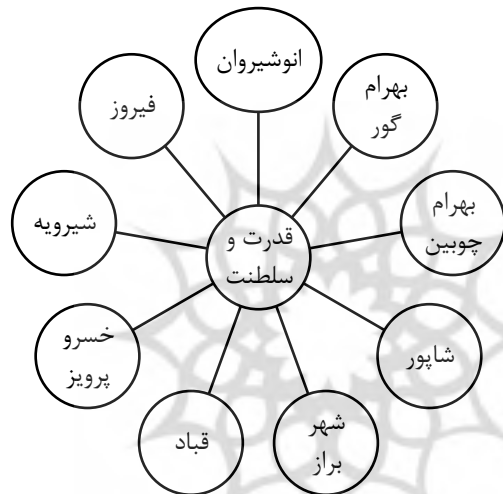 انوشیروان
بهرام
گور
فیروز
بهرام
چوبین
شیرویه
قدرت و
سلطنت
شاپور
خسرو
پرویز
شهر
براز
قباد